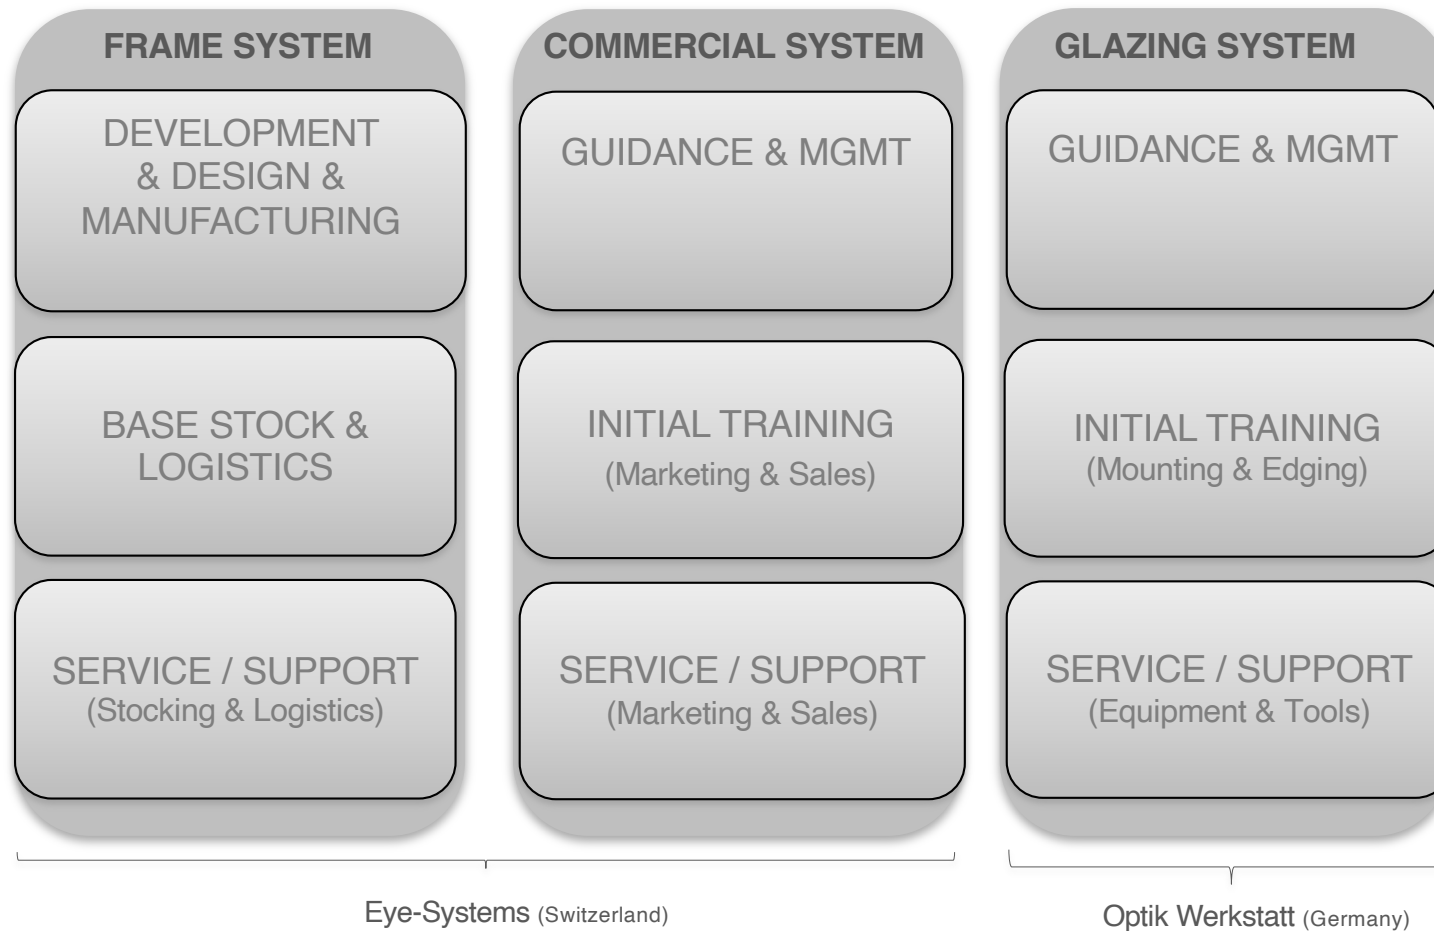 FRAME SYSTEM
DEVELOPMENT
& DESIGN &
MANUFACTURING
BASE STOCK &
LOGISTICS
SERVICE / SUPPORT
(Stocking & Logistics)
COMMERCIAL SYSTEM
GUIDANCE & MGMT
INITIAL TRAINING
(Marketing & Sales)
SERVICE / SUPPORT
(Marketing & Sales)
GLAZING SYSTEM
GUIDANCE & MGMT
INITIAL TRAINING
(Mounting & Edging)
SERVICE / SUPPORT
(Equipment & Tools)
Eye-Systems (Switzerland)
Optik Werkstatt (Germany)